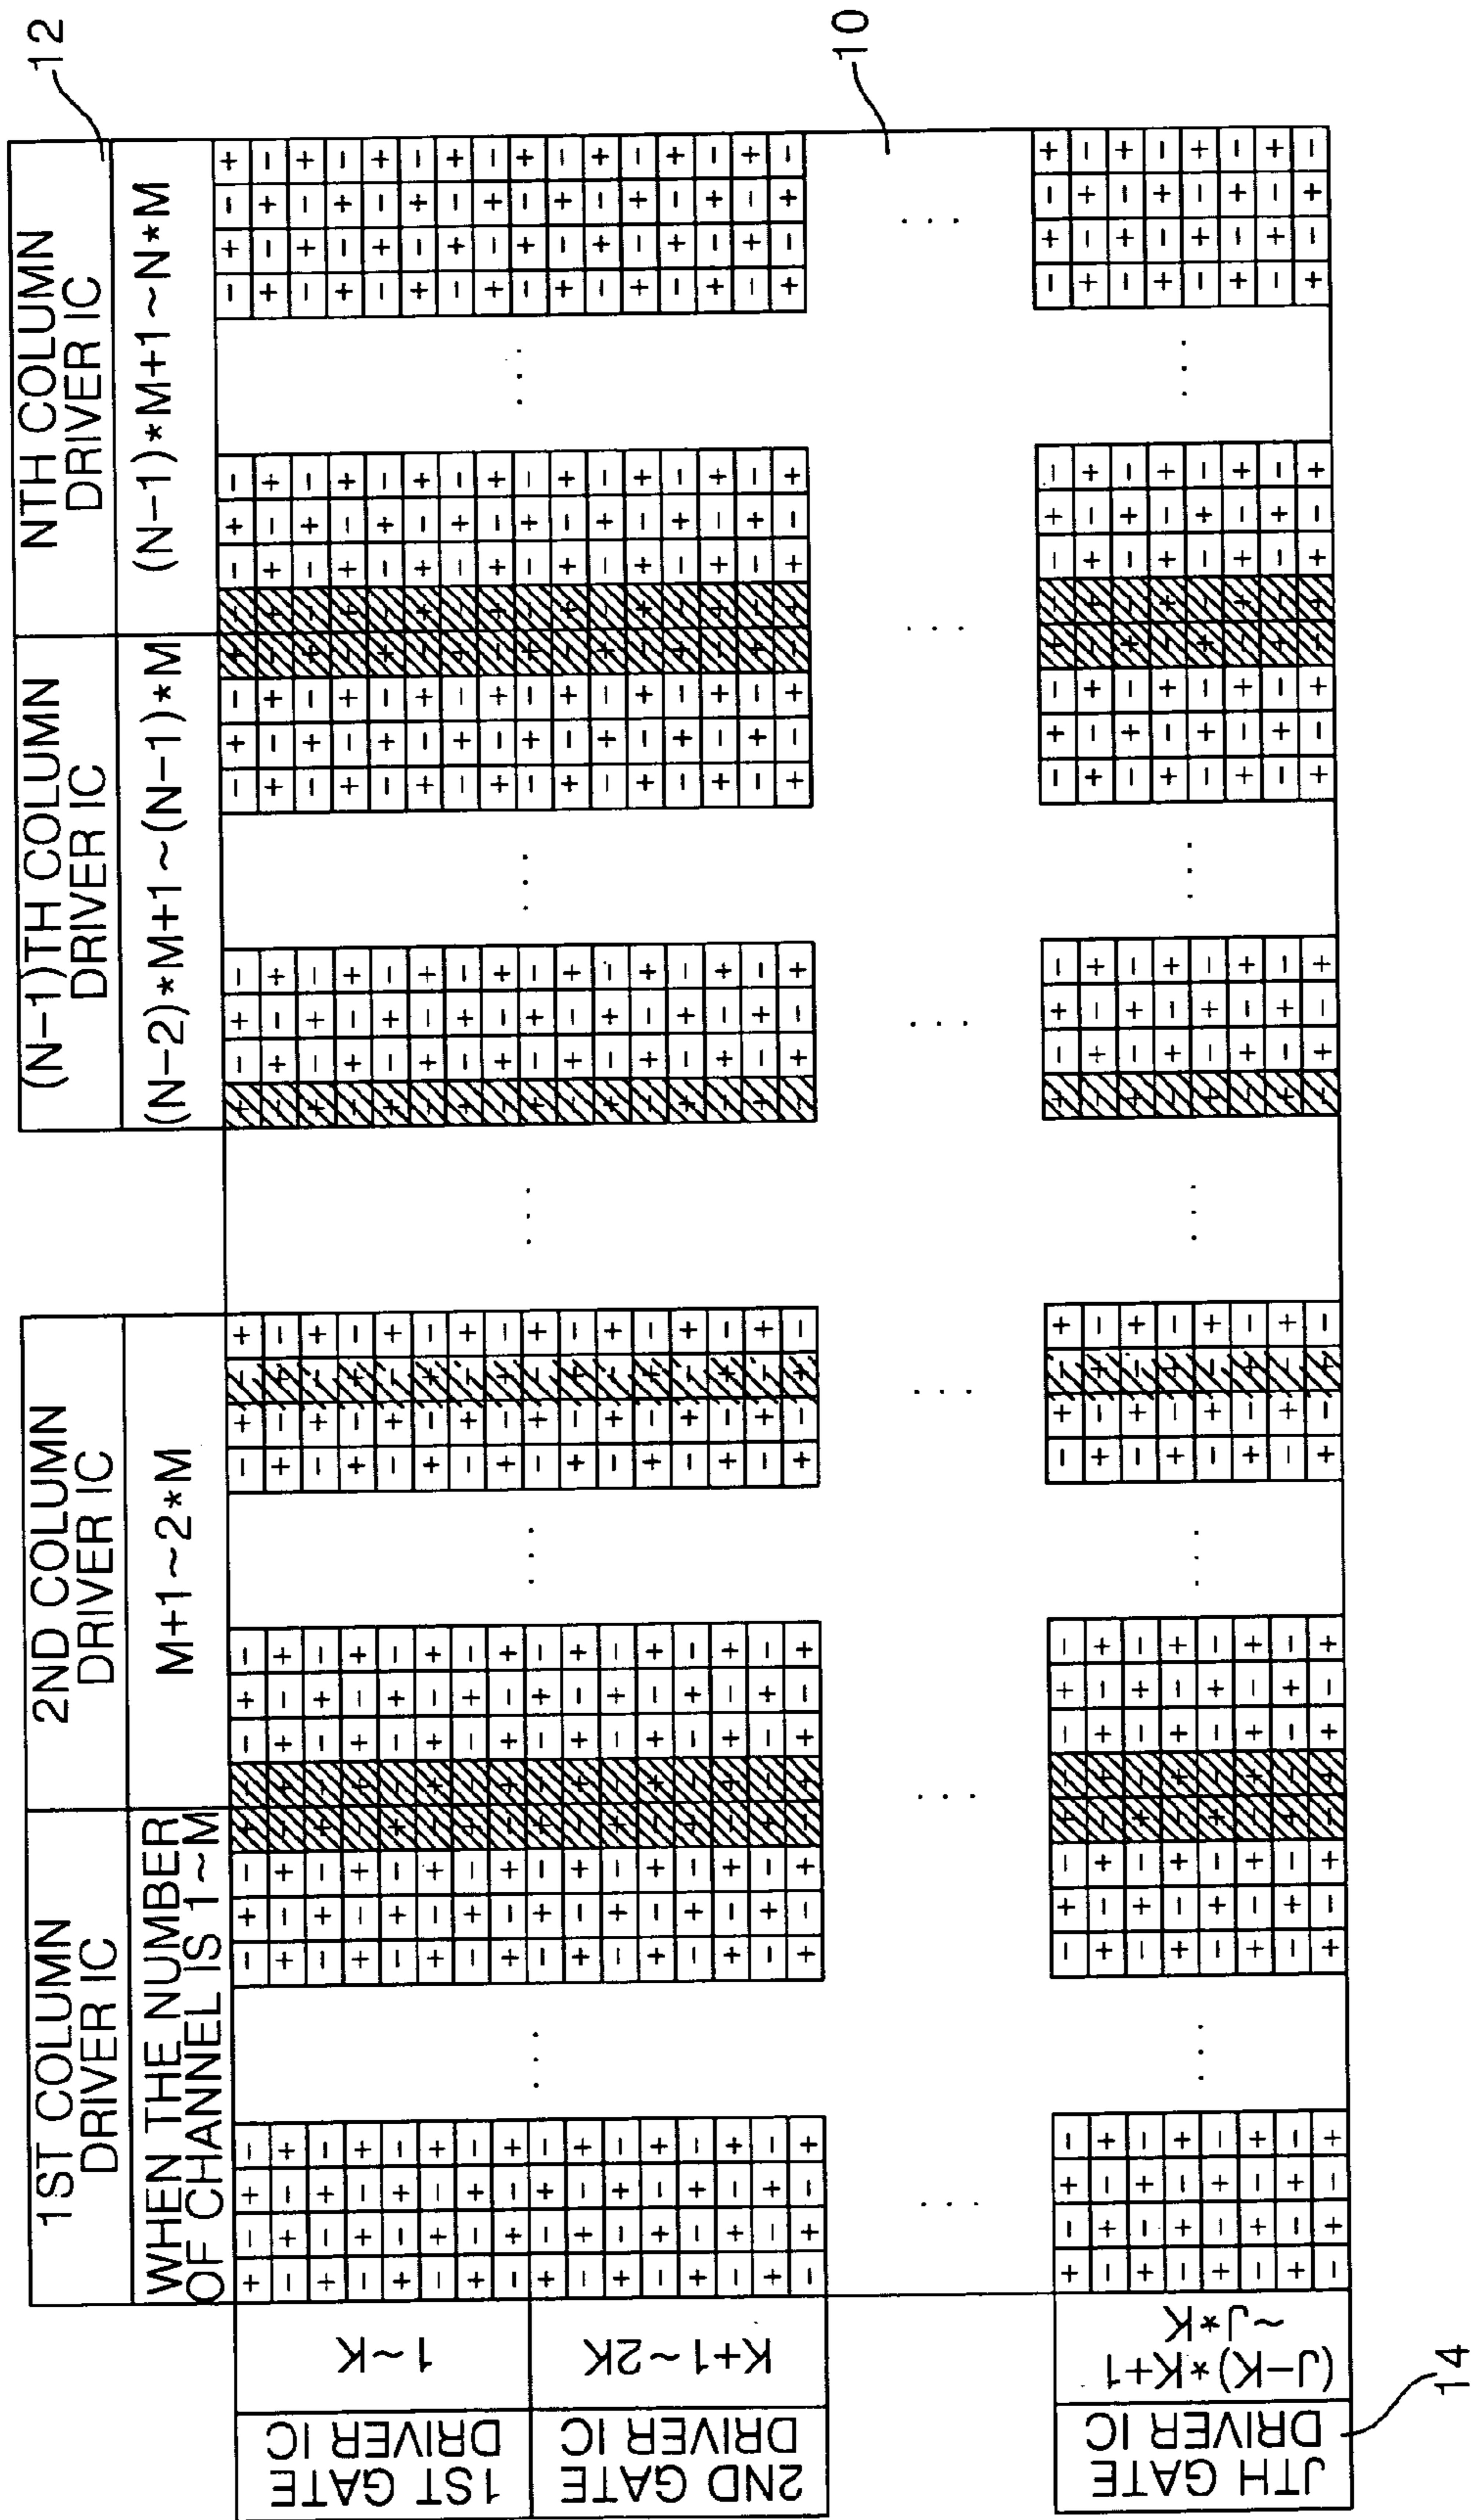 1ST COLUMN
DRIVER IC
2ND COLUMN
DRIVER IC
(N-1)TH COLUMN
DRIVER IC
NTH COLUMN
DRIVER IC
12
WHEN THE NUMBER
OF CHANNEL IS 1~M
M+1~2*M
(N-2)*M+1~(N-1)*M
(N-1)*M+1~N*M
1ST GATE
DRIVER IC
1~K
2ND GATE
DRIVER IC
K+1~2K
10
JTH GATE
DRIVER IC
(J-K)*K+1
~J*K
14